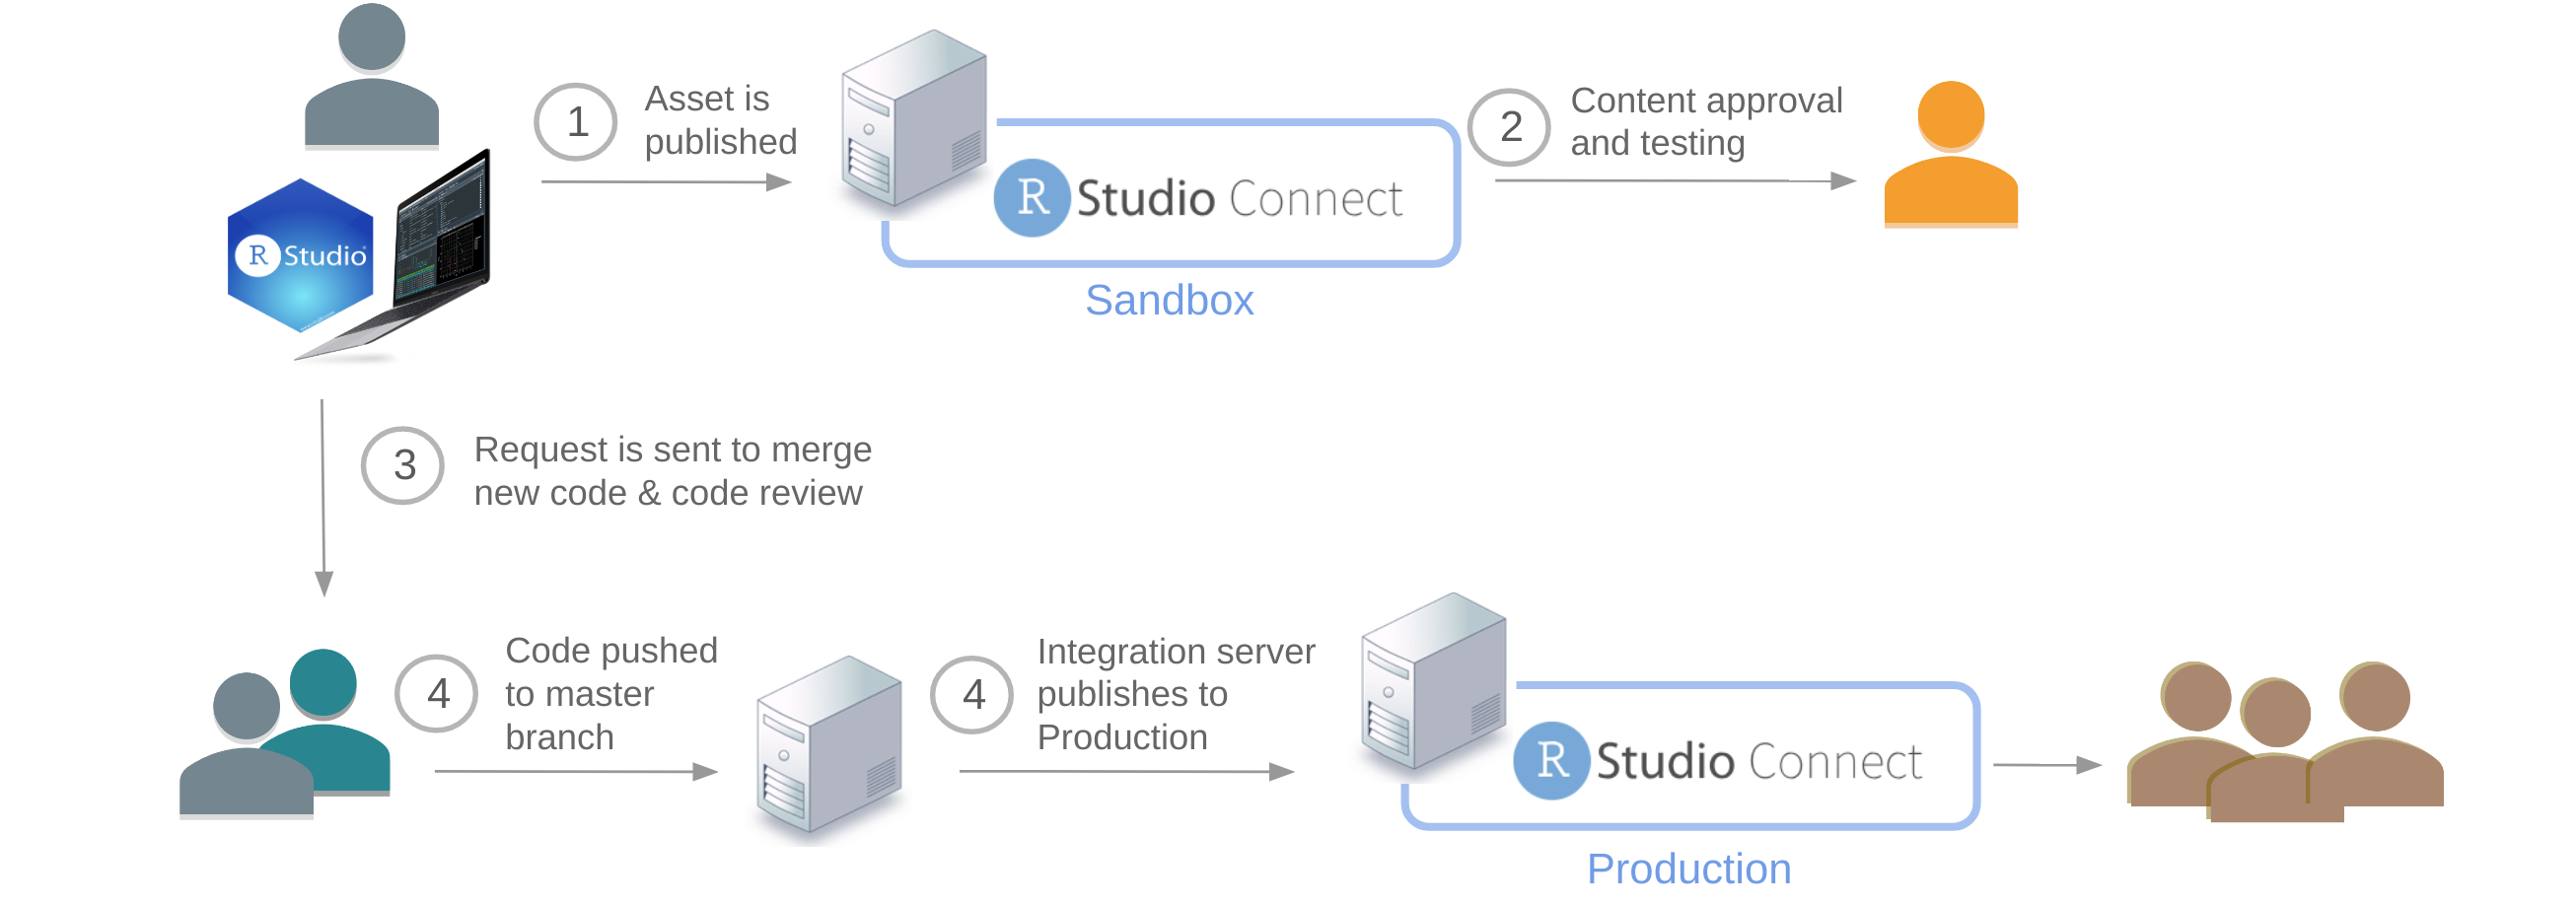 1
Asset is
published
R Studio Connect
Sandbox
2
Content approval
and testing
R Studio
3
Request is sent to merge
new code & code review
4
Code pushed
to master
branch
4
Integration server
publishes to
Production
R Studio Connect
Production